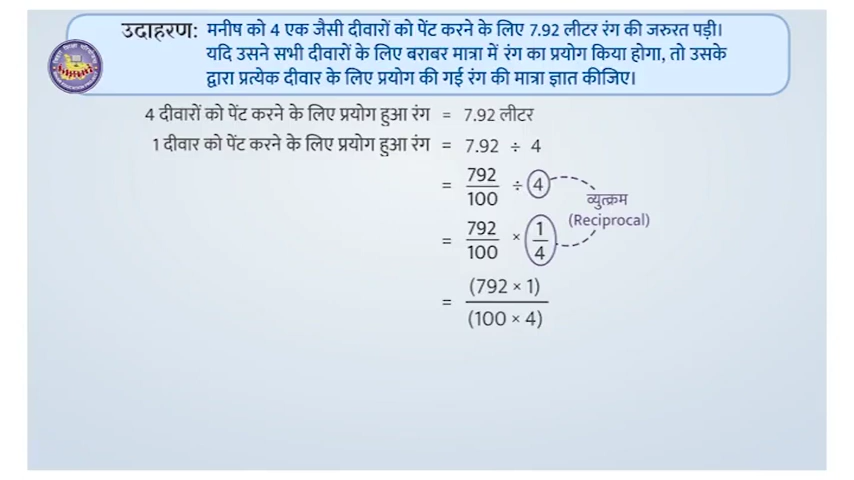 उदाहरण: मनीष को 4 एक जैसी दीवारों को पेंट करने के लिए 7.92 लीटर रंग की जरुरत पड़ी।
यदि उसने सभी दीवारों के लिए बराबर मात्रा में रंग का प्रयोग किया होगा, तो उसके
द्वारा प्रत्येक दीवार के लिए प्रयोग की गई रंग की मात्रा ज्ञात कीजिए।
4 दीवारों को पेंट करने के लिए प्रयोग हुआ रंग = 7.92 लीटर
1 दीवार को पेंट करने के लिए प्रयोग हुआ रंग = 7.92 ÷ 4
= 792/100 ÷ 4
व्युत्क्रम
(Reciprocal)
= 792/100 × 1/4
= (792 × 1)/(100 × 4)